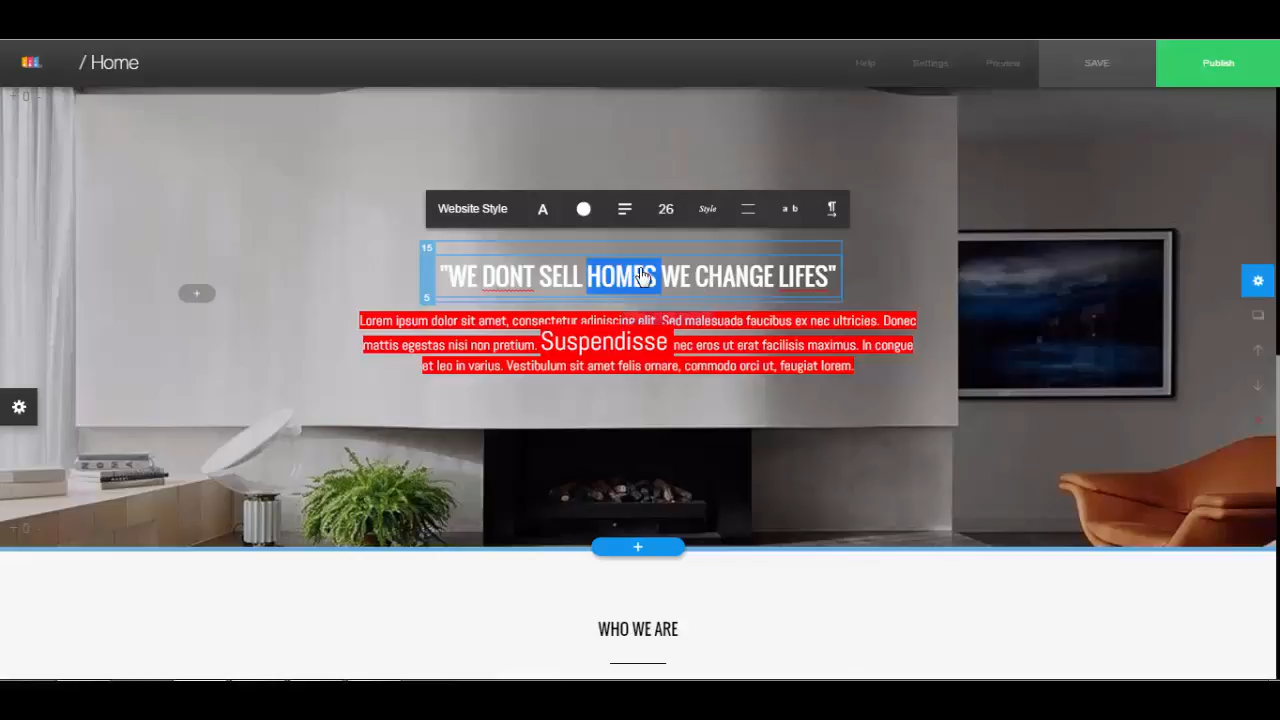 / Home
Help Settings Preview SAVE Publish
0
Website Style A 26 Style a b
15
"WE DONT SELL HOMES WE CHANGE LIFES"
5
Lorem ipsum dolor sit amet, consectetur adipiscing elit. Sed malesuada faucibus ex nec ultricies. Donec
mattis egestas nisi non pretium. Suspendisse nec eros ut erat facilisis maximus. In congue
et leo in varius. Vestibulum sit amet felis ornare, commodo orci ut, feugiat lorem.
0
WHO WE ARE